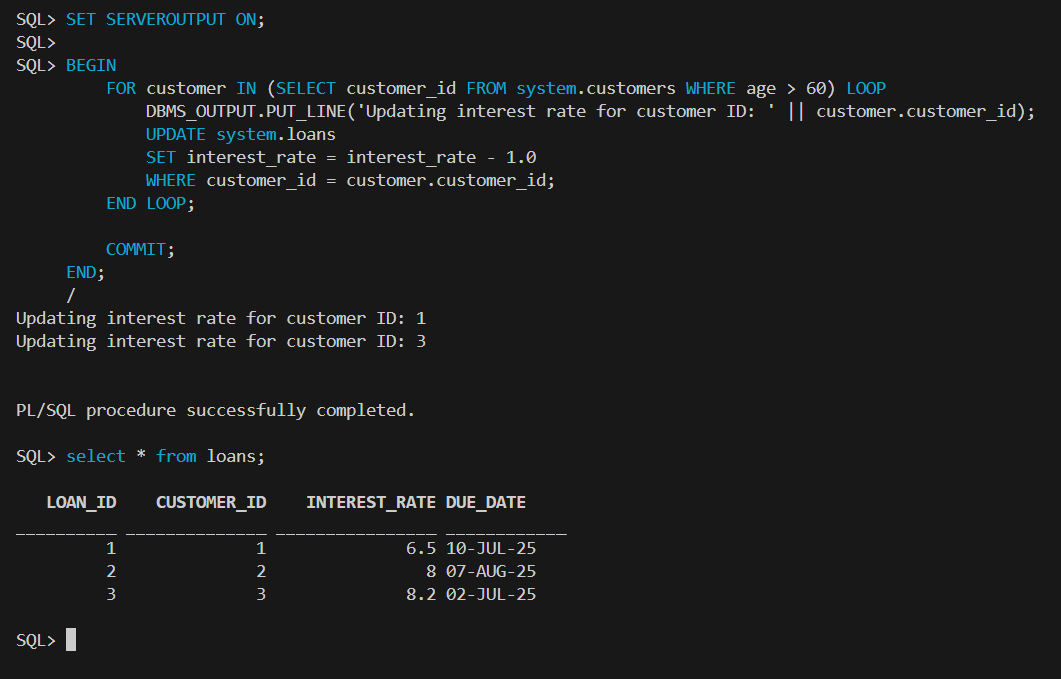 SQL> SET SERVEROUTPUT ON;
SQL>
SQL> BEGIN
         FOR customer IN (SELECT customer_id FROM system.customers WHERE age > 60) LOOP
             DBMS_OUTPUT.PUT_LINE('Updating interest rate for customer ID: ' || customer.customer_id);
             UPDATE system.loans
             SET interest_rate = interest_rate - 1.0
             WHERE customer_id = customer.customer_id;
         END LOOP;

         COMMIT;
     END;
     /
Updating interest rate for customer ID: 1
Updating interest rate for customer ID: 3


PL/SQL procedure successfully completed.

SQL> select * from loans;

   LOAN_ID    CUSTOMER_ID    INTEREST_RATE DUE_DATE
__________ ______________ ________________ ____________
         1              1              6.5 10-JUL-25
         2              2                8 07-AUG-25
         3              3              8.2 02-JUL-25

SQL>